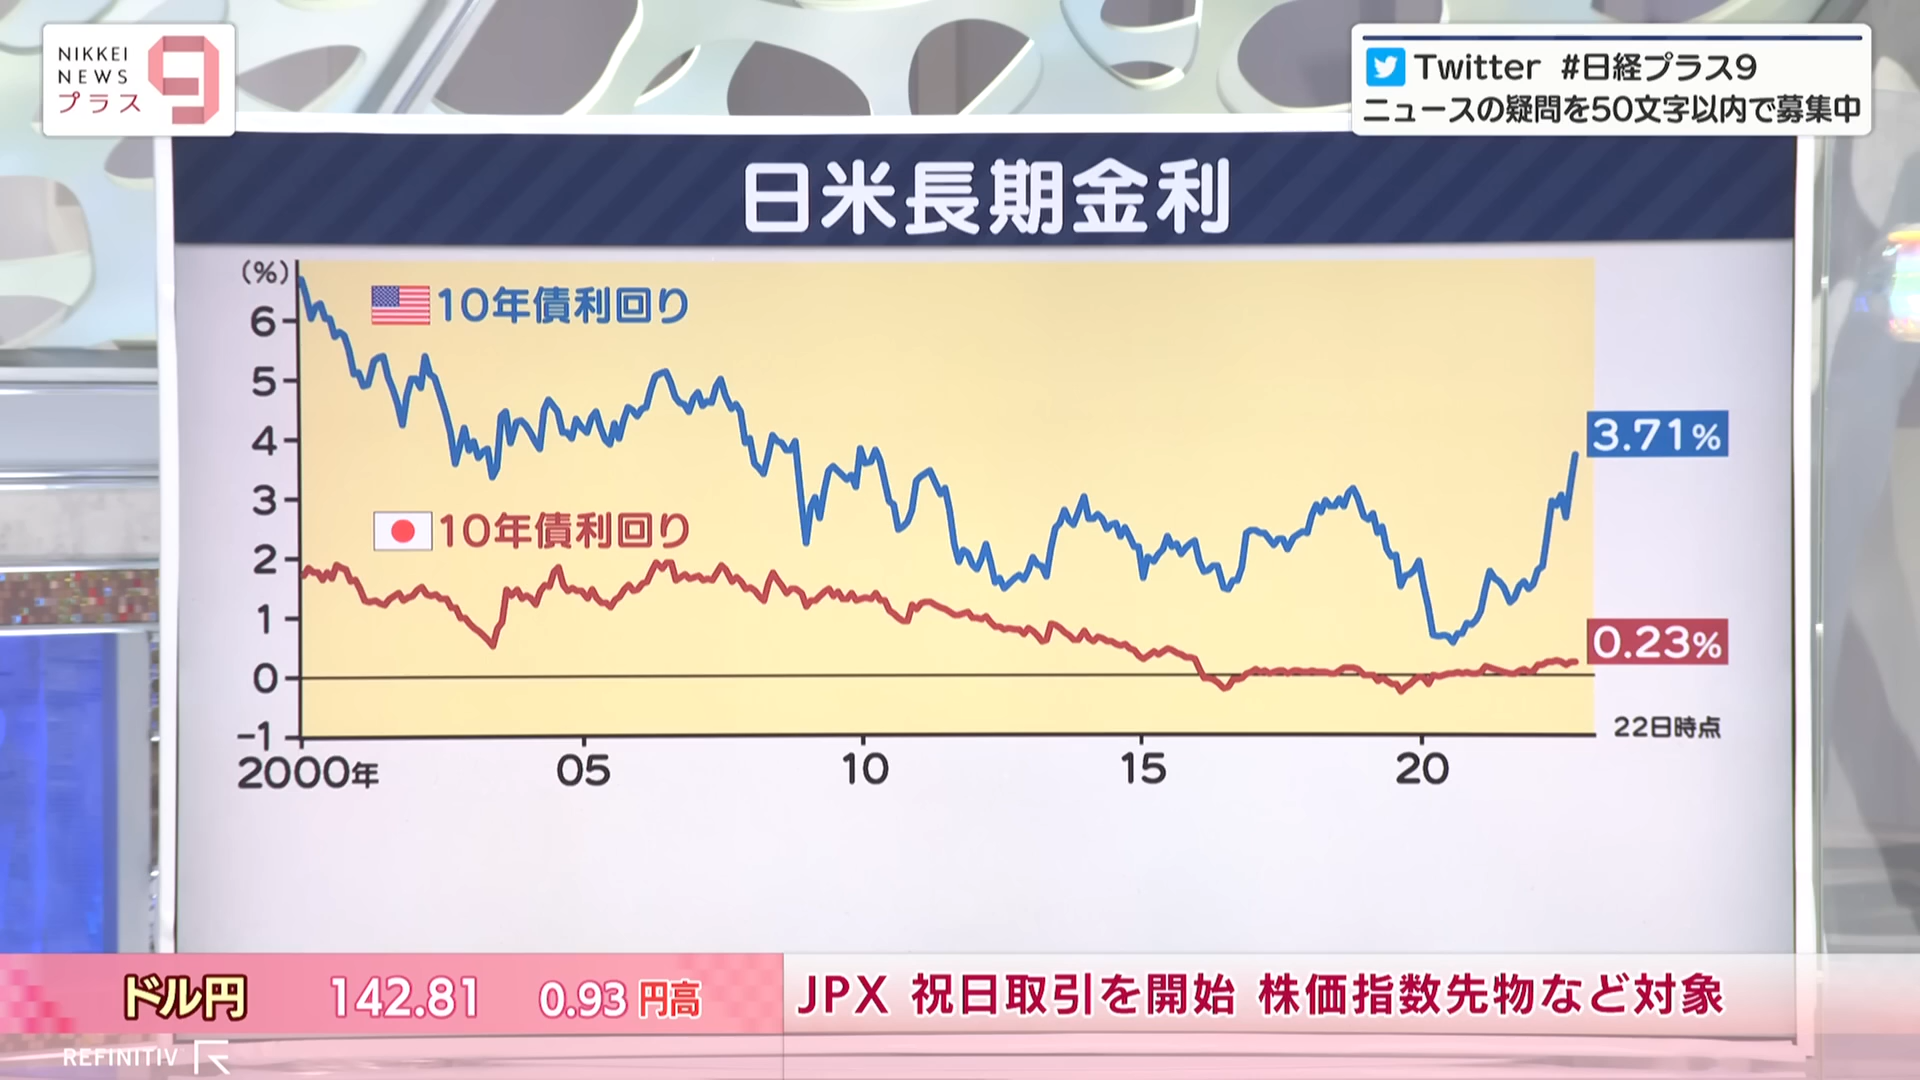 NIKKEI
NEWS
プラス
9
Twitter #日経プラス9
ニュースの疑問を50文字以内で募集中
日米長期金利
(%)
10年債利回り
10年債利回り
6
5
4
3
2
1
0
-1
3.71%
0.23%
22日時点
2000年 05 10 15 20
ドル円 142.81 0.93 円高
JPX 祝日取引を開始 株価指数先物など対象
REFINITIV